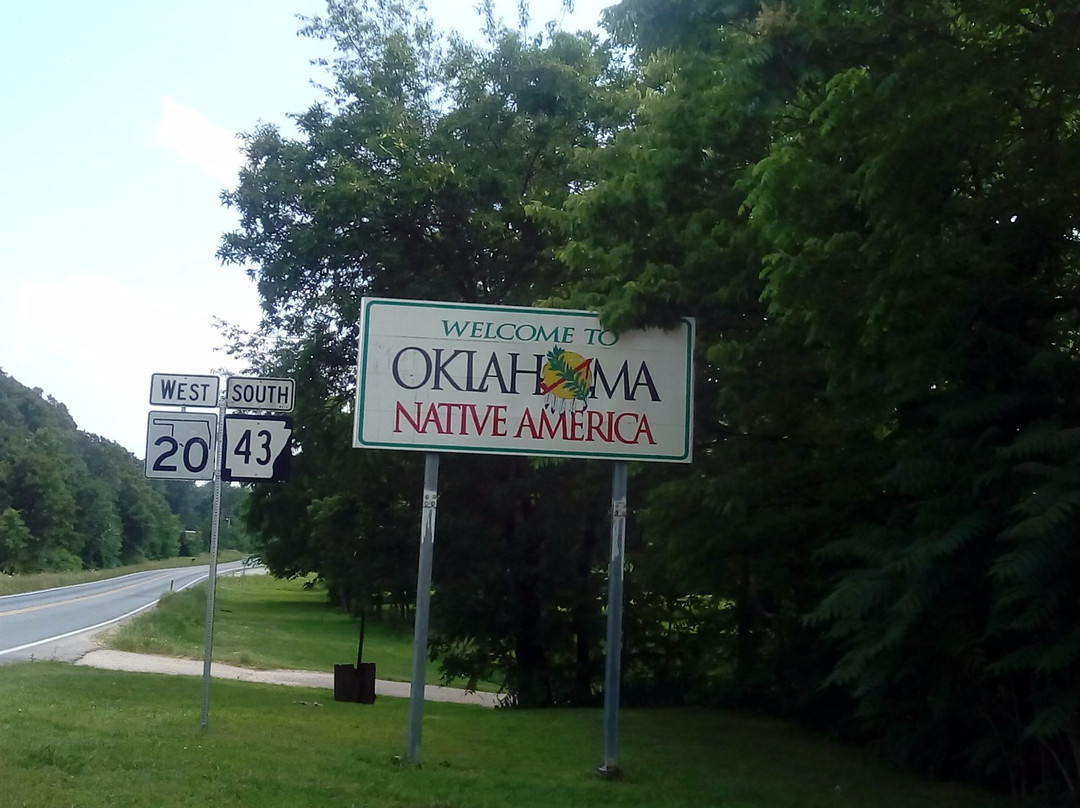 WEST
20
SOUTH
43
WELCOME TO
OKLAHOMA
NATIVE AMERICA